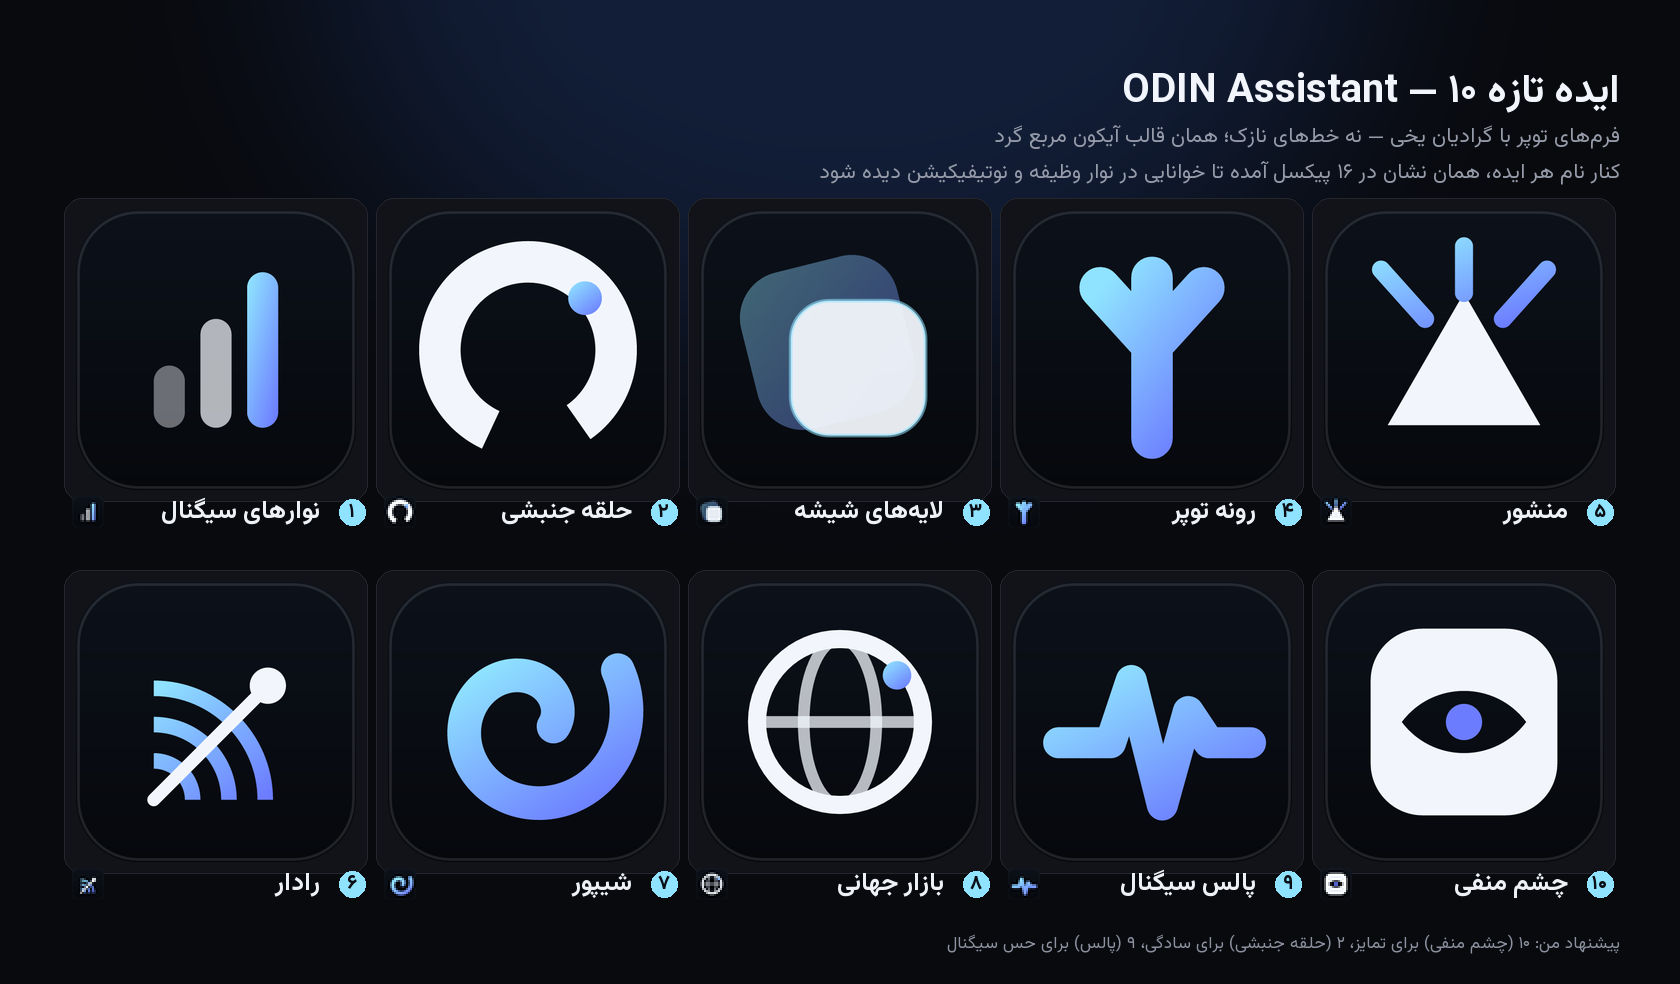 ۱۰ ایده تازه — ODIN Assistant
فرم‌های توپر با گرادیان یخی — نه خط‌های نازک؛ همان قالب آیکون مربع گرد
کنار نام هر ایده، همان نشان در ۱۶ پیکسل آمده تا خوانایی در نوار وظیفه و نوتیفیکیشن دیده شود
۱ نوارهای سیگنال
۲ حلقه جنبشی
۳ لایه‌های شیشه
۴ رونه توپر
۵ منشور
۶ رادار
۷ شیپور
۸ بازار جهانی
۹ پالس سیگنال
۱۰ چشم منفی
پیشنهاد من: ۱۰ (چشم منفی) برای تمایز، ۲ (حلقه جنبشی) برای سادگی، ۹ (پالس) برای حس سیگنال